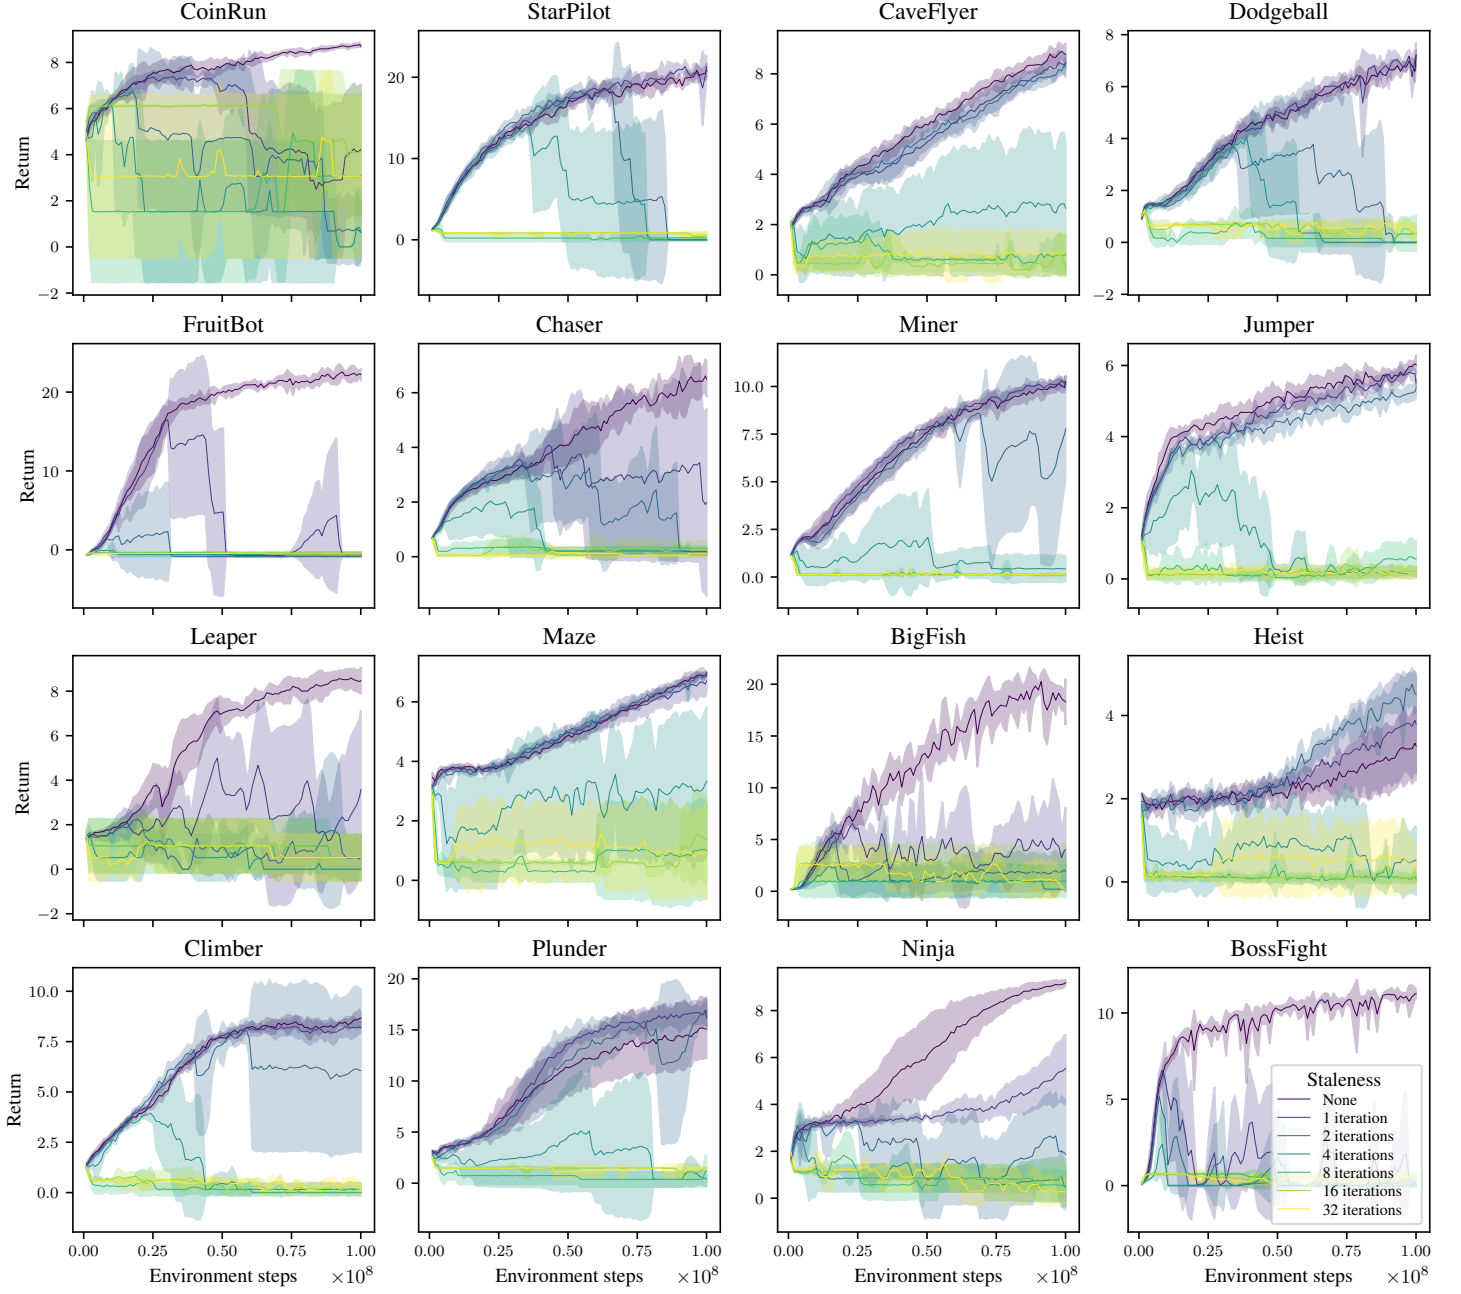 CoinRun
StarPilot
CaveFlyer
Dodgeball
Return
8
6
4
2
0
−2
20
10
0
8
6
4
2
0
8
6
4
2
0
−2
FruitBot
Chaser
Miner
Jumper
Return
20
10
0
6
4
2
0
10.0
7.5
5.0
2.5
0.0
6
4
2
0
Leaper
Maze
BigFish
Heist
Return
8
6
4
2
0
−2
6
4
2
0
20
15
10
5
0
4
2
0
Climber
Plunder
Ninja
BossFight
Return
10.0
7.5
5.0
2.5
0.0
20
15
10
5
0
8
6
4
2
0
10
5
0
Staleness
None
1 iteration
2 iterations
4 iterations
8 iterations
16 iterations
32 iterations
0.00 0.25 0.50 0.75 1.00
0.00 0.25 0.50 0.75 1.00
0.00 0.25 0.50 0.75 1.00
0.00 0.25 0.50 0.75 1.00
Environment steps ×10⁸
Environment steps ×10⁸
Environment steps ×10⁸
Environment steps ×10⁸